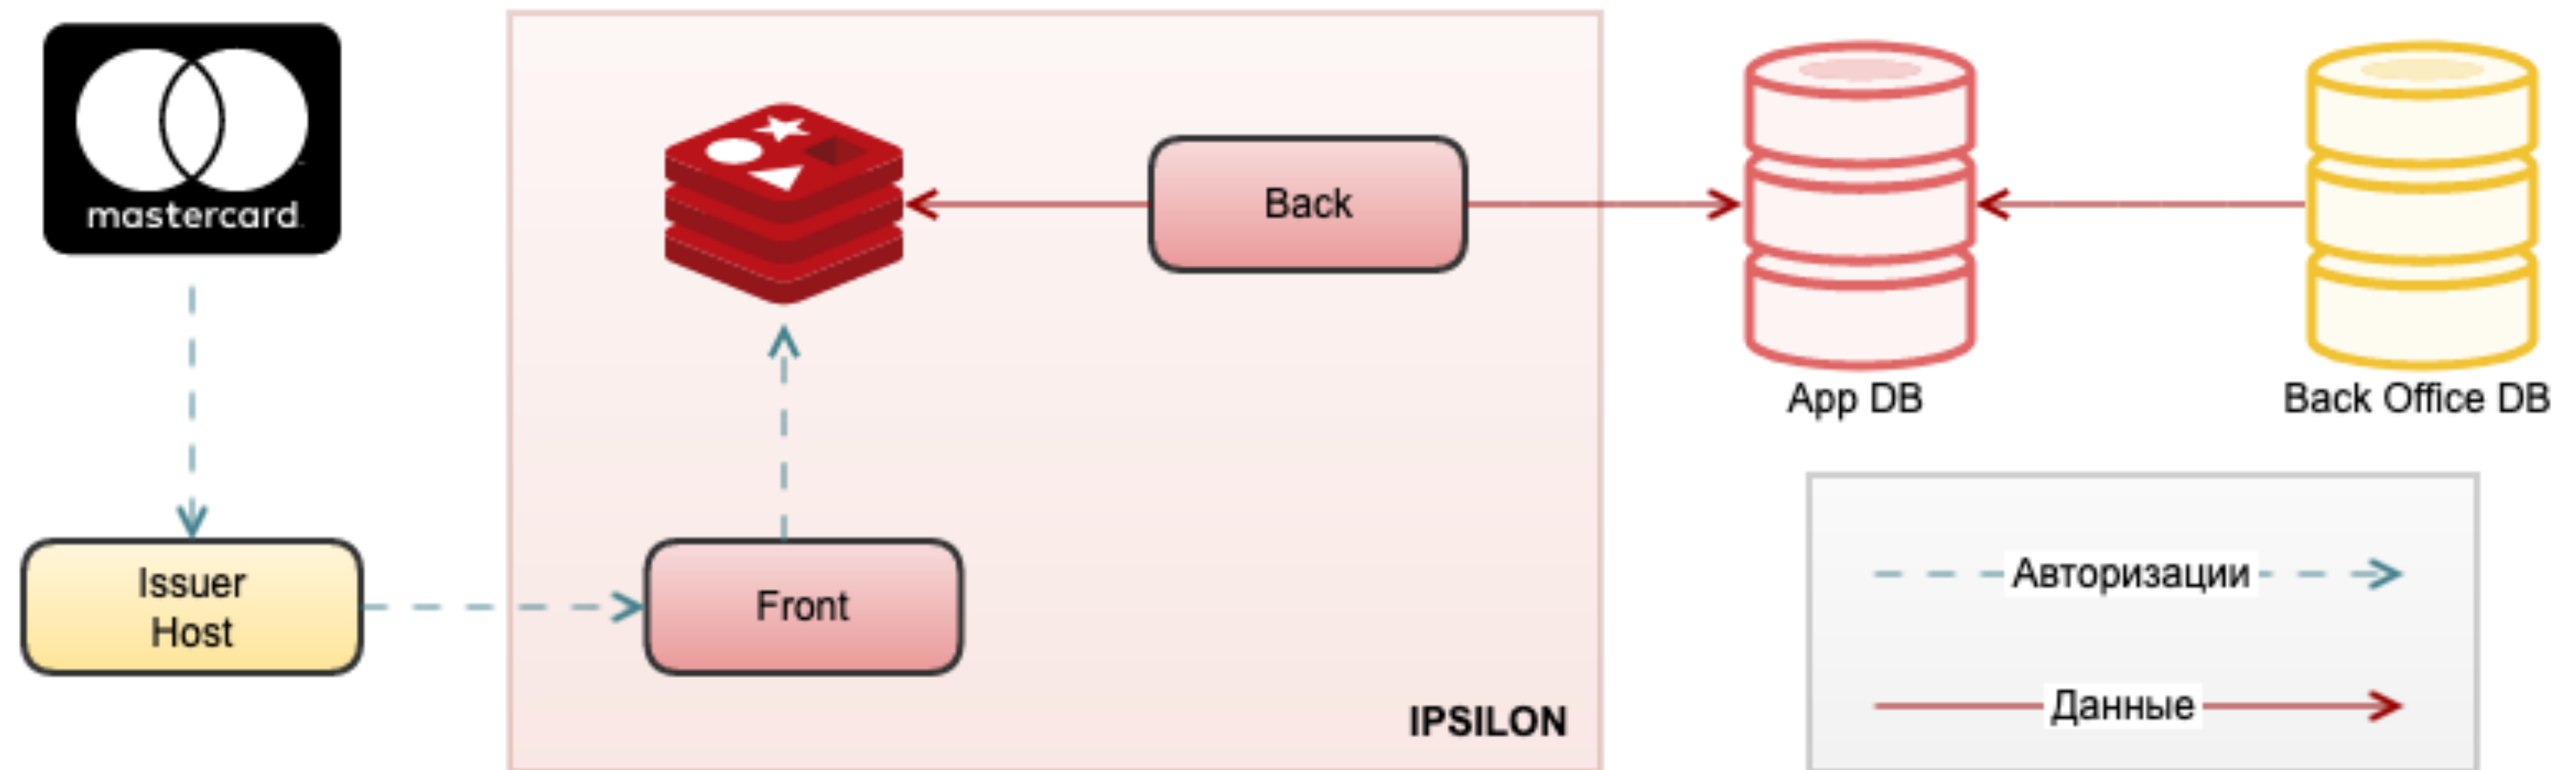 mastercard.
Back
App DB
Back Office DB
Issuer
Host
Front
Авторизации
Данные
IPSILON